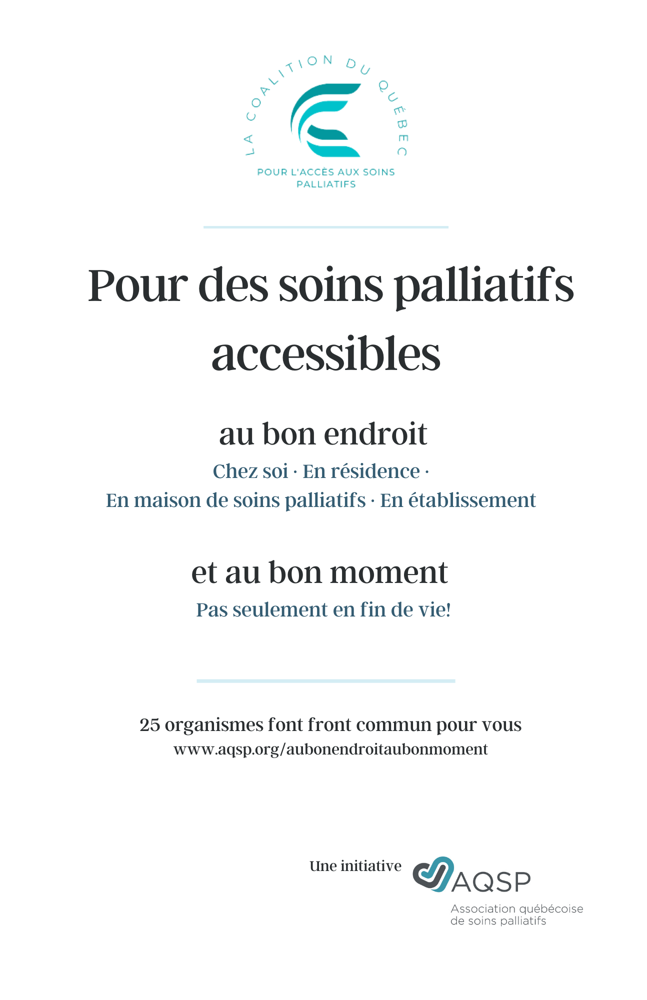 LA COALITION DU QUÉBEC
POUR L'ACCÈS AUX SOINS
PALLIATIFS
Pour des soins palliatifs
accessibles
au bon endroit
Chez soi · En résidence ·
En maison de soins palliatifs · En établissement
et au bon moment
Pas seulement en fin de vie!
25 organismes font front commun pour vous
www.aqsp.org/aubonendroitaubonmoment
Une initiative
AQSP
Association québécoise
de soins palliatifs